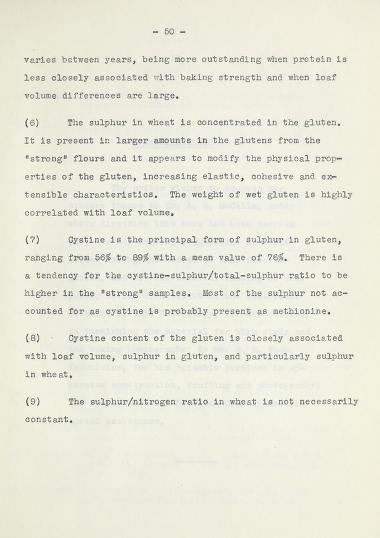 - 50 -
varies between years, being more outstanding when protein is
less closely associated with baking strength and when loaf
volume differences are large.
(6) The sulphur in wheat is concentrated in the gluten.
It is present in larger amounts in the glutens from the
"strong" flours and it appears to modify the physical prop-
erties of the gluten, increasing elastic, cohesive and ex-
tensible characteristics. The weight of wet gluten is highly
correlated with loaf volume.
(7) Cystine is the principal form of sulphur in gluten,
ranging from 56% to 89% with a mean value of 76%. There is
a tendency for the cystine-sulphur/total-sulphur ratio to be
higher in the "strong" samples. Most of the sulphur not ac-
counted for as cystine is probably present as methionine.
(8) Cystine content of the gluten is closely associated
with loaf volume, sulphur in gluten, and particularly sulphur
in wheat.
(9) The sulphur/nitrogen ratio in wheat is not necessarily
constant.